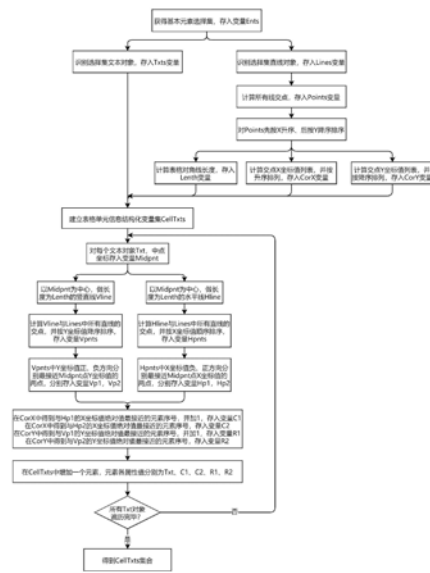 获得基本元素选择集，存入变量Ents
识别选择集文本对象，存入Txts变量
识别选择集直线对象，存入Lines变量
计算所有线交点，存入Points变量
对Points先按X升序，后按Y降序排序
计算表格对角线长度，存入
Lenth变量
计算交点X坐标值列表，并按
升序排列，存入CorX变量
计算交点Y坐标值列表，并按
按降序排列，存入CorY变量
建立表格单元信息结构化变量集CellTxts
对每个文本对象Txt，中点
坐标存入变量Midpnt
以Midpnt为中心，做长
度为Lenth的竖直线Vline
以Midpnt为中心，做长
度为Lenth的水平线Hline
计算Vline与Lines中所有直线的
交点，并按Y坐标值降序排序，
存入变量Vpnts
计算Hline与Lines中所有直线的
交点，并按X坐标值顺序排序，
存入变量Hpnts
Vpnts中Y坐标值正、负方向分
别最接近Midpnt点Y坐标值的
两点，分别存入变量Vp1, Vp2
Hpnts中X坐标值负、正方向分
别最接近Midpnt点X坐标值的
两点，分别存入变量Hp1, Hp2
在CorX中得到与Hp1的X坐标值绝对值最接近的元素序号，并加1，存入变量C1
在CorX中得到与Hp2的X坐标值绝对值最接近的元素序号，存入变量C2
在CorY中得到与Vp1的Y坐标值绝对值最接近的元素序号，并加1，存入变量R1
在CorY中得到与Vp2的Y坐标值绝对值最接近的元素序号，存入变量R2
在CellTxts中增加一个元素，元素各属性值分别为Txt、C1、C2、R1、R2
所有Txt对象
遍历完毕？
否
是
得到CellTxts集合